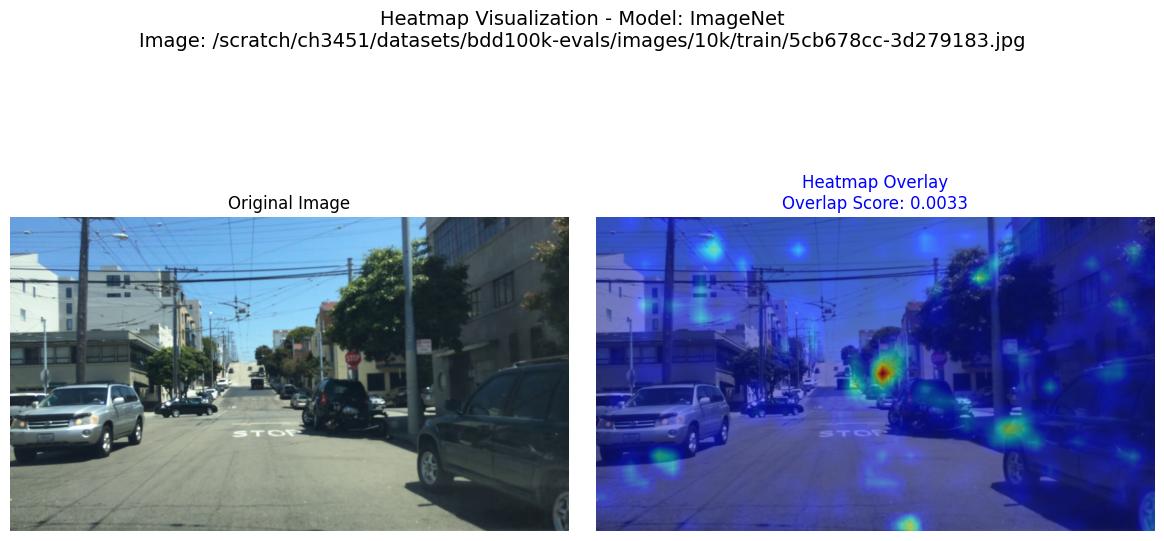 Heatmap Visualization - Model: ImageNet
Image: /scratch/ch3451/datasets/bdd100k-evals/images/10k/train/5cb678cc-3d279183.jpg
Original Image
Heatmap Overlay
Overlap Score: 0.0033
STOP
STOP
STOP